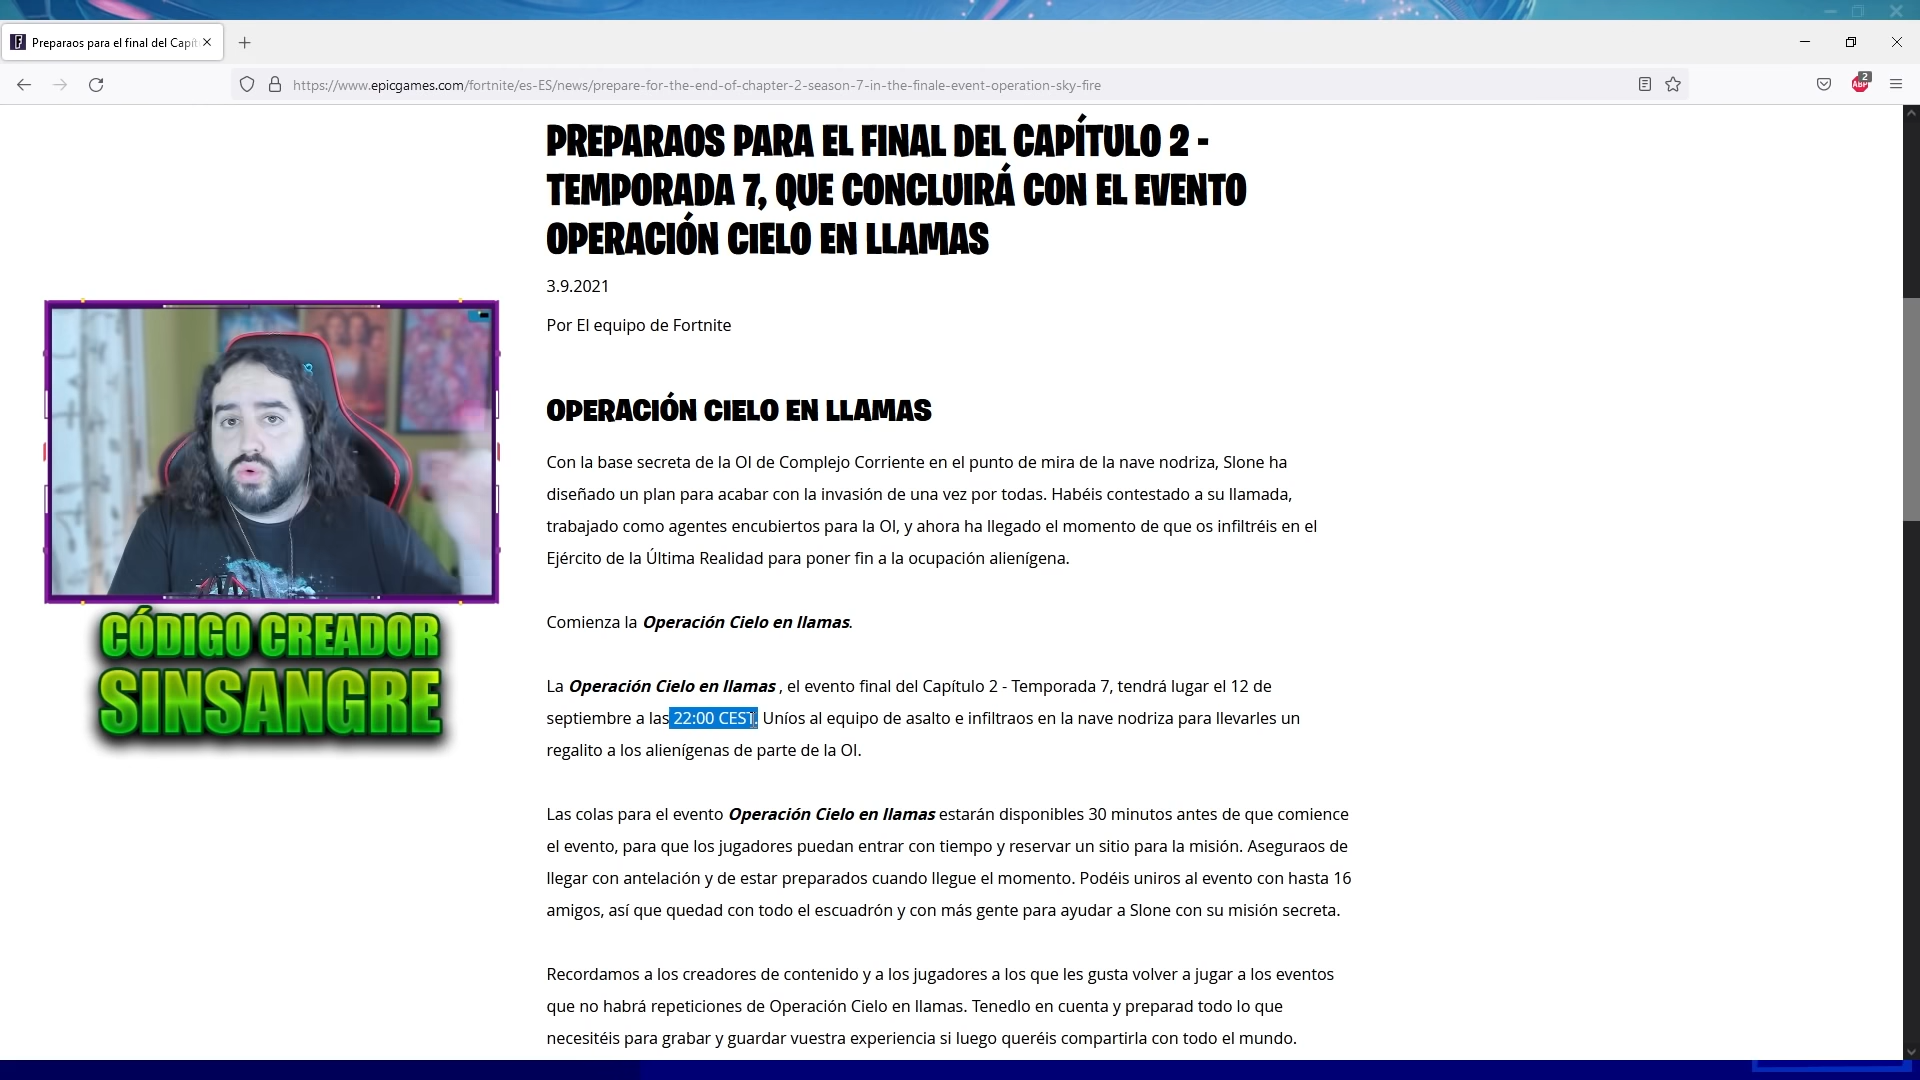 Preparaos para el final del Capít
https://www.epicgames.com/fortnite/es-ES/news/prepare-for-the-end-of-chapter-2-season-7-in-the-finale-event-operation-sky-fire
2
ABP
PREPARAOS PARA EL FINAL DEL CAPÍTULO 2 -
TEMPORADA 7, QUE CONCLUIRÁ CON EL EVENTO
OPERACIÓN CIELO EN LLAMAS
3.9.2021
Por El equipo de Fortnite
OPERACIÓN CIELO EN LLAMAS
Con la base secreta de la OI de Complejo Corriente en el punto de mira de la nave nodriza, Slone ha
diseñado un plan para acabar con la invasión de una vez por todas. Habéis contestado a su llamada,
trabajado como agentes encubiertos para la OI, y ahora ha llegado el momento de que os infiltréis en el
Ejército de la Última Realidad para poner fin a la ocupación alienígena.
Comienza la Operación Cielo en llamas.
La Operación Cielo en llamas , el evento final del Capítulo 2 - Temporada 7, tendrá lugar el 12 de
septiembre a las 22:00 CEST. Uníos al equipo de asalto e infiltraos en la nave nodriza para llevarles un
regalito a los alienígenas de parte de la OI.
Las colas para el evento Operación Cielo en llamas estarán disponibles 30 minutos antes de que comience
el evento, para que los jugadores puedan entrar con tiempo y reservar un sitio para la misión. Aseguraos de
llegar con antelación y de estar preparados cuando llegue el momento. Podéis uniros al evento con hasta 16
amigos, así que quedad con todo el escuadrón y con más gente para ayudar a Slone con su misión secreta.
Recordamos a los creadores de contenido y a los jugadores a los que les gusta volver a jugar a los eventos
que no habrá repeticiones de Operación Cielo en llamas. Tenedlo en cuenta y preparad todo lo que
necesitéis para grabar y guardar vuestra experiencia si luego queréis compartirla con todo el mundo.
CÓDIGO CREADOR
SINSANGRE